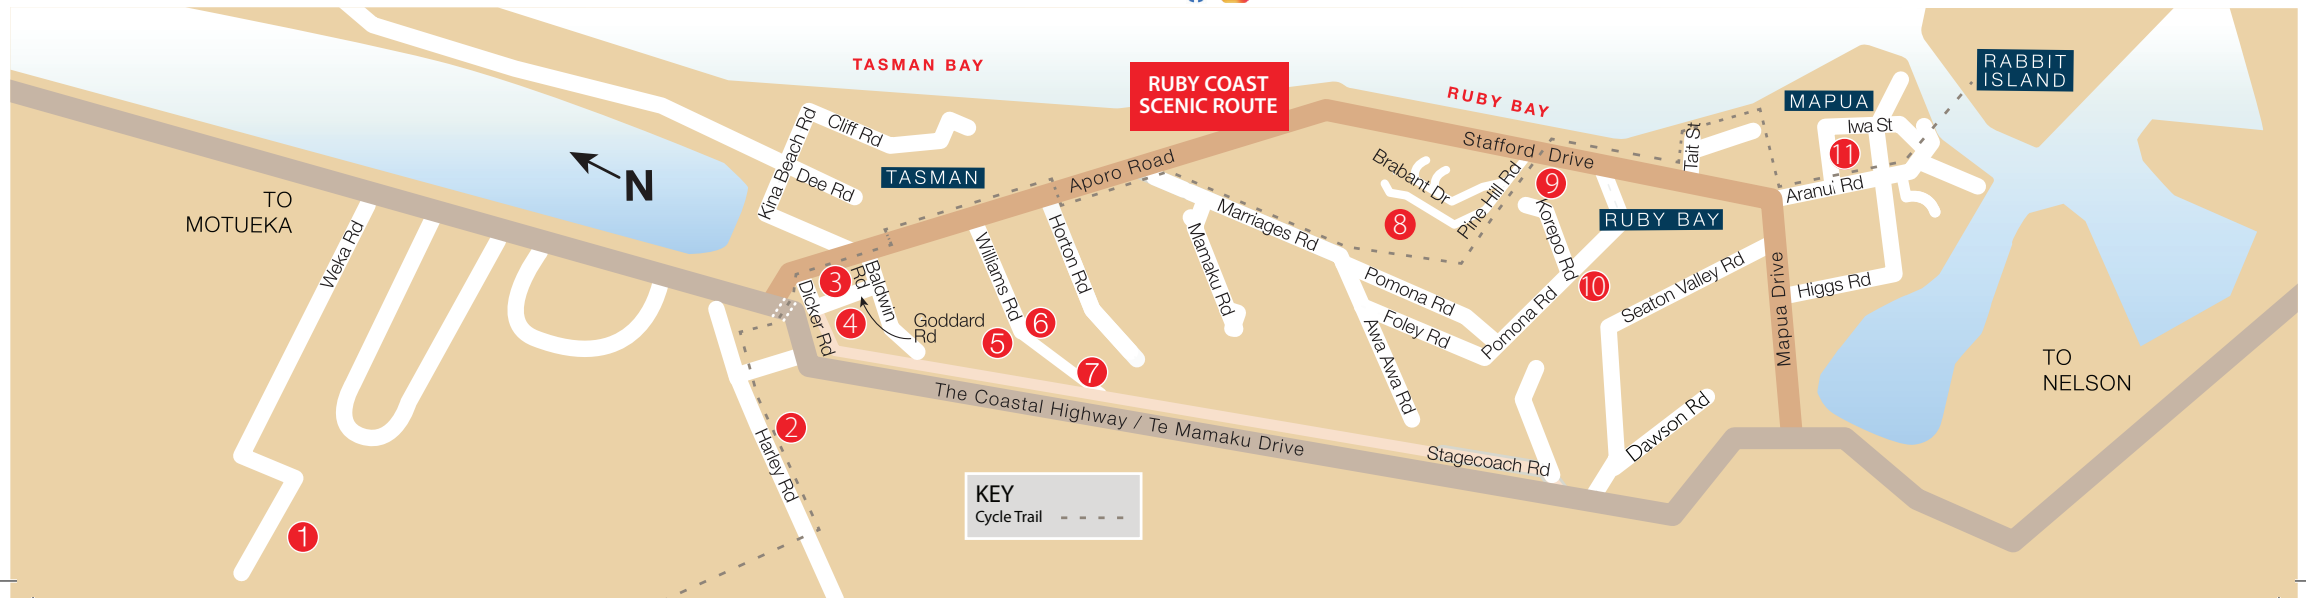 TASMAN BAY
RUBY COAST
SCENIC ROUTE
RUBY BAY
RABBIT
ISLAND
MAPUA
Iwa St
11
Aranui Rd
Tait St
Stafford Drive
Aporo Road
Kina Beach Rd
Cliff Rd
Dee Rd
TASMAN
N
TO
MOTUEKA
Weka Rd
1
2
Harley Rd
3
4
Dicker Rd
Baldwin
Rd
Goddard
Rd
Williams Rd
5
6
7
Horton Rd
Marriages Rd
Mamaku Rd
Brabant Dr
8
Pine Hill Rd
9
Korepo Rd
RUBY BAY
10
Pomona Rd
Foley Rd
Pomona Rd
Awa Awa Rd
Seaton Valley Rd
Mapua Drive
Higgs Rd
Dawson Rd
Stagecoach Rd
The Coastal Highway / Te Mamaku Drive
TO
NELSON
KEY
Cycle Trail